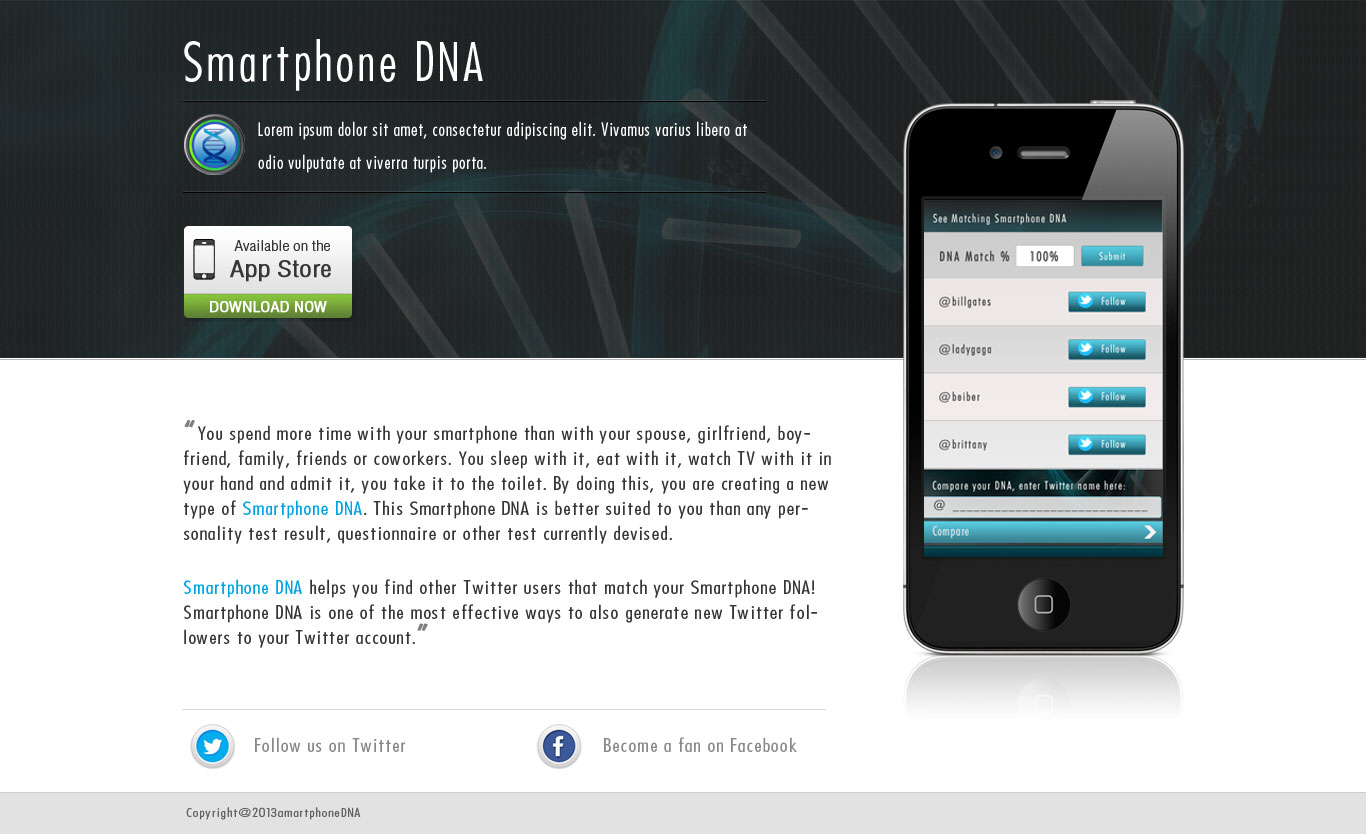 Smartphone DNA
Lorem ipsum dolor sit amet, consectetur adipiscing elit. Vivamus varius libero at
odio vulputate at viverra turpis porta.
Available on the
App Store
DOWNLOAD NOW
See Matching Smartphone DNA
DNA Match % 100% Submit
@billgates Follow
@ladygaga Follow
@beiber Follow
@brittany Follow
Compare your DNA, enter Twitter name here:
@ ___________________________
Compare
“You spend more time with your smartphone than with your spouse, girlfriend, boy-
friend, family, friends or coworkers. You sleep with it, eat with it, watch TV with it in
your hand and admit it, you take it to the toilet. By doing this, you are creating a new
type of Smartphone DNA. This Smartphone DNA is better suited to you than any per-
sonality test result, questionnaire or other test currently devised.
Smartphone DNA helps you find other Twitter users that match your Smartphone DNA!
Smartphone DNA is one of the most effective ways to also generate new Twitter fol-
lowers to your Twitter account.”
Follow us on Twitter
Become a fan on Facebook
Copyright@2013amartphoneDNA